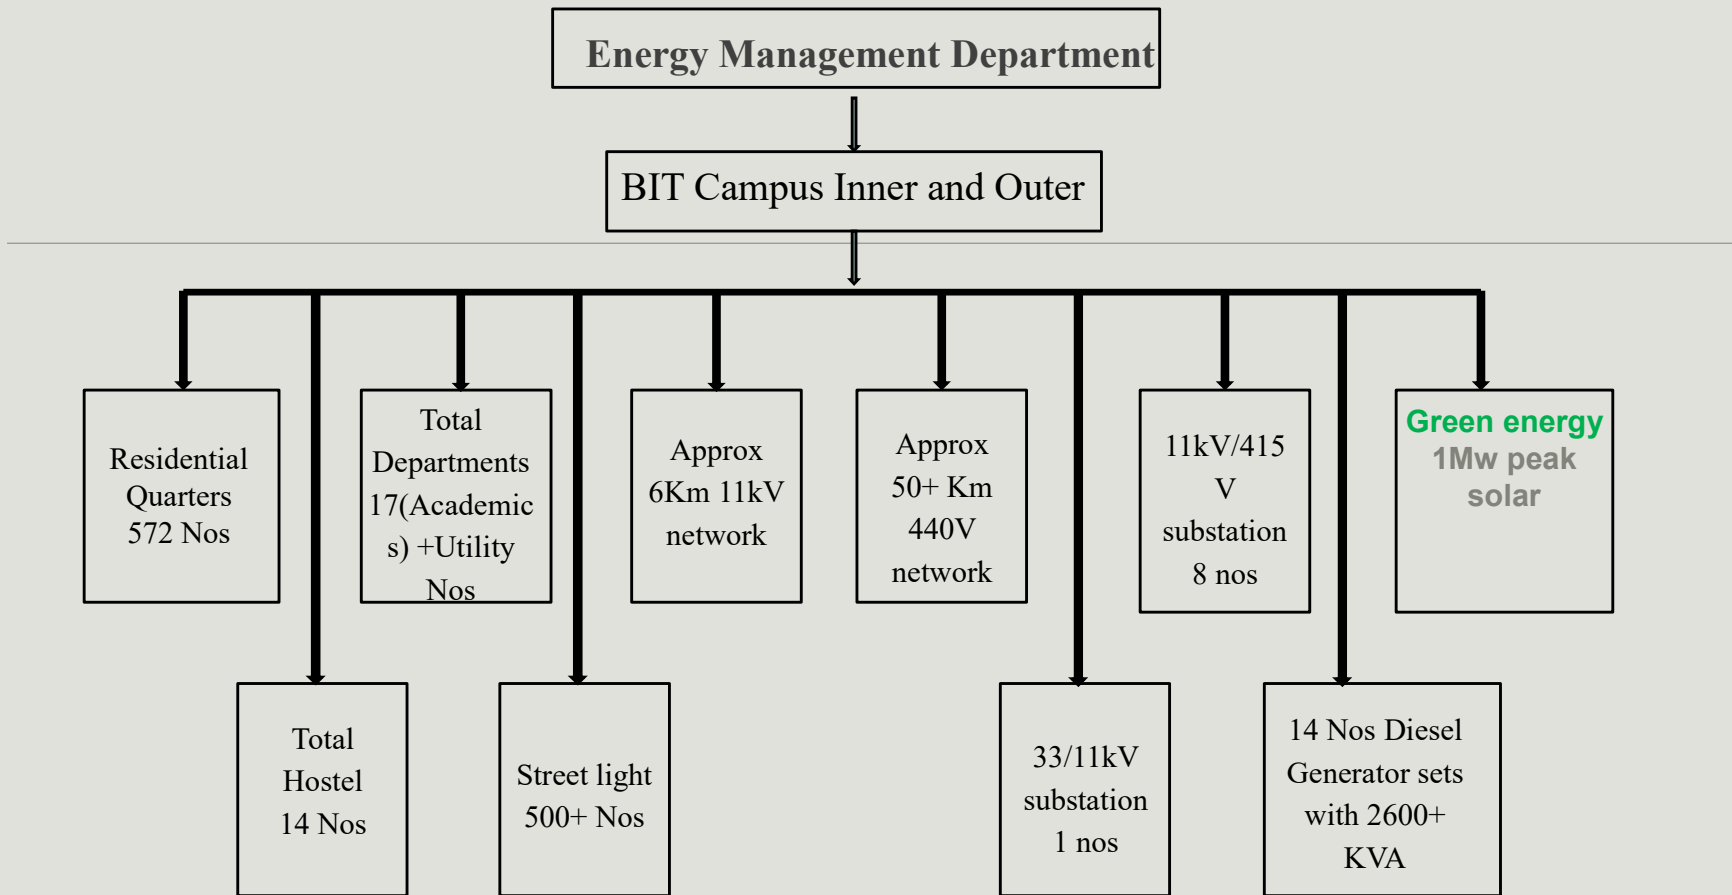 Energy Management Department
BIT Campus Inner and Outer
Residential
Quarters
572 Nos
Total
Departments
17(Academic
s) +Utility
Nos
Approx
6Km 11kV
network
Approx
50+ Km
440V
network
11kV/415
V
substation
8 nos
Green energy
1Mw peak
solar
Total
Hostel
14 Nos
Street light
500+ Nos
33/11kV
substation
1 nos
14 Nos Diesel
Generator sets
with 2600+
KVA